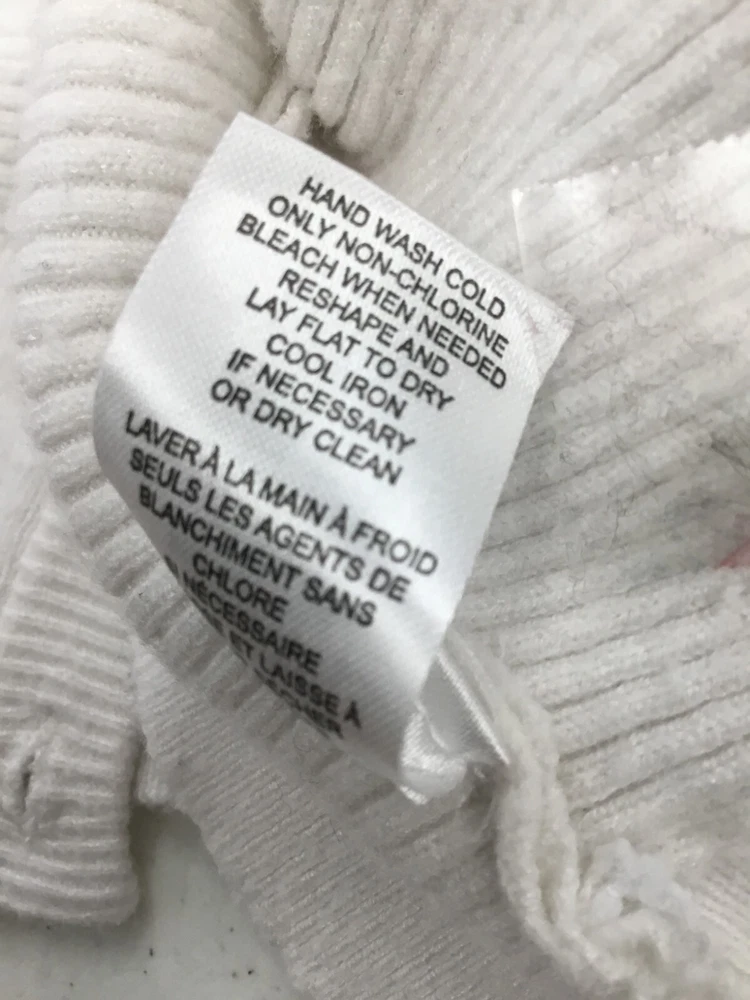 HAND WASH COLD
ONLY NON-CHLORINE
BLEACH WHEN NEEDED
RESHAPE AND
LAY FLAT TO DRY
COOL IRON
IF NECESSARY
OR DRY CLEAN
LAVER À LA MAIN À FROID
SEULS LES AGENTS DE
BLANCHIMENT SANS
CHLORE
NÉCESSAIRE
ET LAISSE À